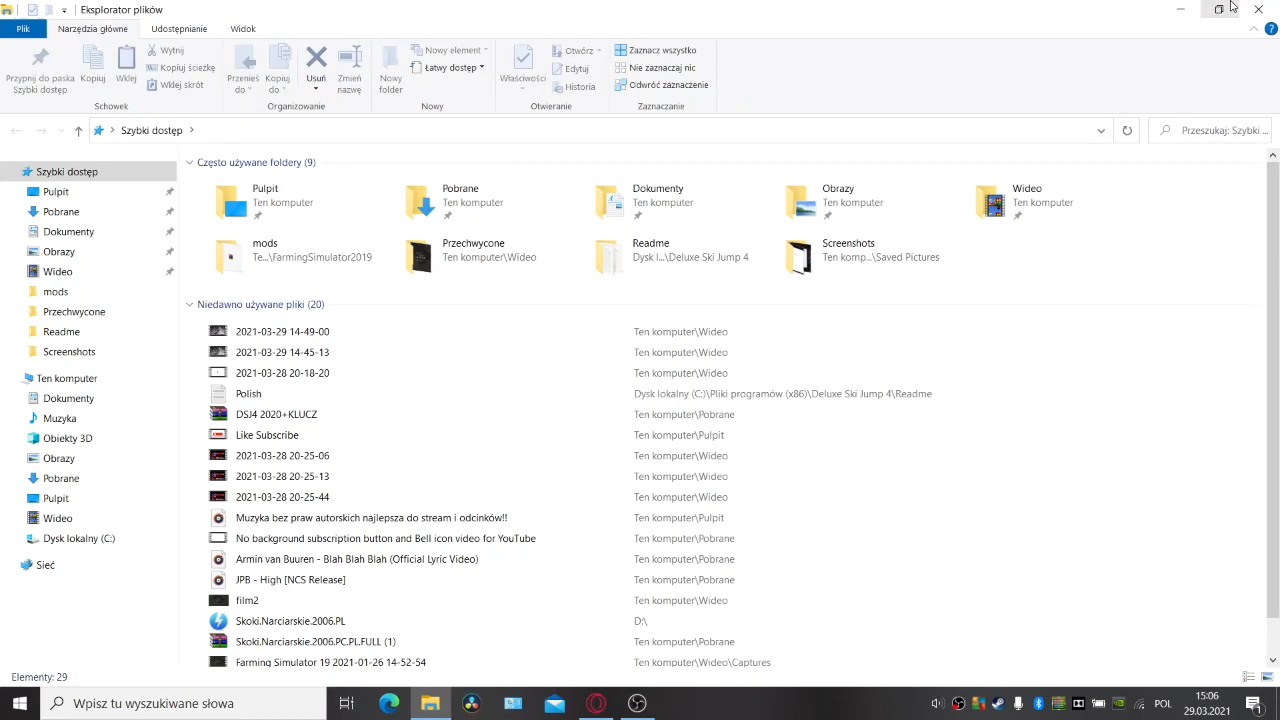 Eksplorator plików
Plik
Narzędzia główne
Udostępnianie
Widok
Przypnij do paska
Szybki dostęp
Kopiuj
Wklej
Wytnij
Kopiuj ścieżkę
Wklej skrót
Schowek
Przenieś
do
Kopiuj
do
Usuń
Zmień
nazwę
Organizowanie
Nowy
folder
Nowy element
Łatwy dostęp
Nowy
Właściwości
Otwórz
Edytuj
Historia
Otwieranie
Zaznacz wszystko
Nie zaznaczaj nic
Odwróć zaznaczenie
Zaznaczanie
Szybki dostęp
Przeszukaj: Szybki ...
Szybki dostęp
Pulpit
Pobrane
Dokumenty
Obrazy
Wideo
mods
Przechwycone
Readme
Screenshots
Ten komputer
Dokumenty
Muzyka
Obiekty 3D
Obrazy
Pobrane
Pulpit
Wideo
Dysk lokalny (C:)
Sieć
Często używane foldery (9)
Pulpit
Ten komputer
Pobrane
Ten komputer
Dokumenty
Ten komputer
Obrazy
Ten komputer
Wideo
Ten komputer
mods
Te...\FarmingSimulator2019
Przechwycone
Ten komputer\Wideo
Readme
Dysk l...\Deluxe Ski Jump 4
Screenshots
Ten komp...\Saved Pictures
Niedawno używane pliki (20)
2021-03-29 14-49-00 Ten komputer\Wideo
2021-03-29 14-45-13 Ten komputer\Wideo
2021-03-28 20-18-20 Ten komputer\Wideo
Polish Dysk lokalny (C:)\Pliki programów (x86)\Deluxe Ski Jump 4\Readme
DSJ4 2020+KLUCZ Ten komputer\Pobrane
Like Subscribe Ten komputer\Pulpit
2021-03-28 20-25-06 Ten komputer\Wideo
2021-03-28 20-25-13 Ten komputer\Wideo
2021-03-28 20-25-44 Ten komputer\Wideo
Muzyka bez praw autorskich najlepsza do stream i odcinków!! Ten komputer\Pulpit
No background subscription button and Bell icon video for YouTube Ten komputer\Pobrane
Armin van Buuren - Blah Blah Blah (Official Lyric Video) Ten komputer\Pobrane
JPB - High [NCS Release] Ten komputer\Pobrane
film2 Ten komputer\Wideo
Skoki.Narciarskie.2006.PL D:\
Skoki.Narciarskie.2006.PC.PL.FULL (1) Ten komputer\Pobrane
Farming Simulator 19 2021-01-26 14-52-54 Ten komputer\Wideo\Captures
Elementy: 29
Wpisz tu wyszukiwane słowa
POL
15:06
29.03.2021